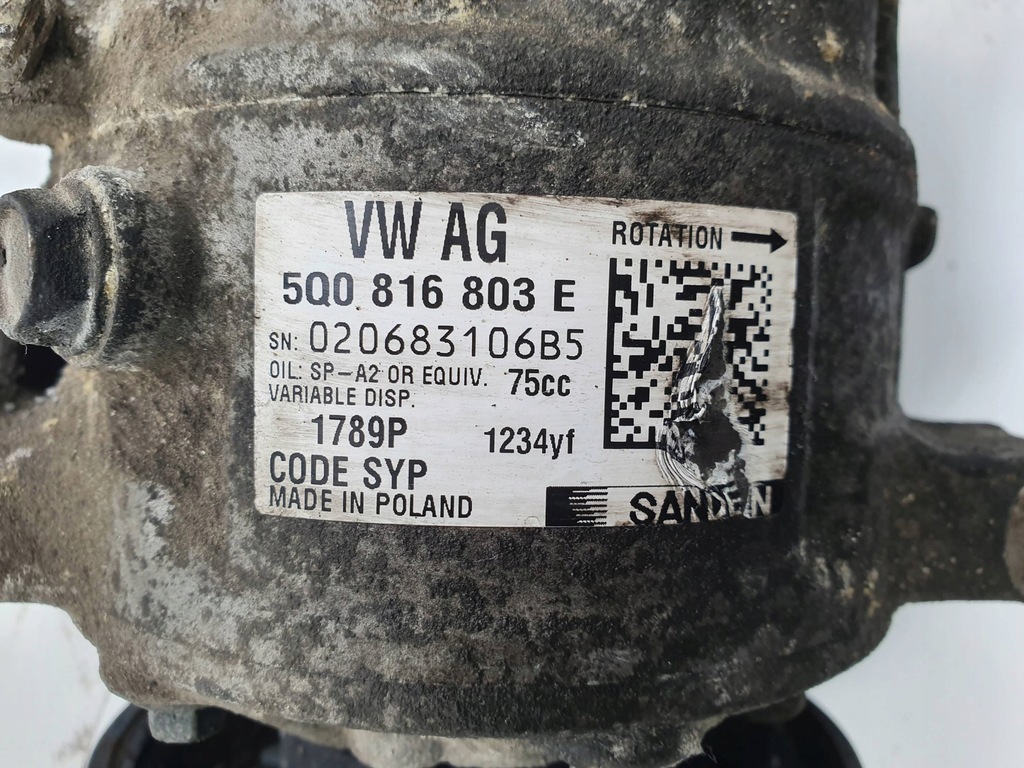 VW AG
ROTATION
5Q0 816 803 E
SN: 020683106B5
OIL: SP-A2 OR EQUIV. 75cc
VARIABLE DISP.
1789P 1234yf
CODE SYP
MADE IN POLAND
SANDEN